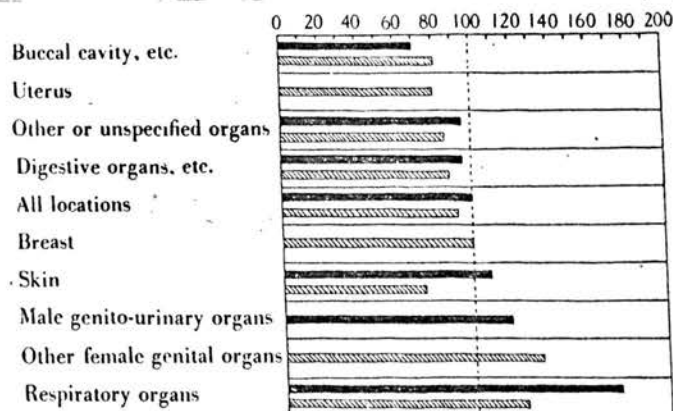 0 20 40 60 80 100 120 140 160 180 200
Buccal cavity, etc.
Uterus
Other or unspecified organs
Digestive organs, etc.
All locations
Breast
Skin
Male genito-urinary organs
Other female genital organs
Respiratory organs